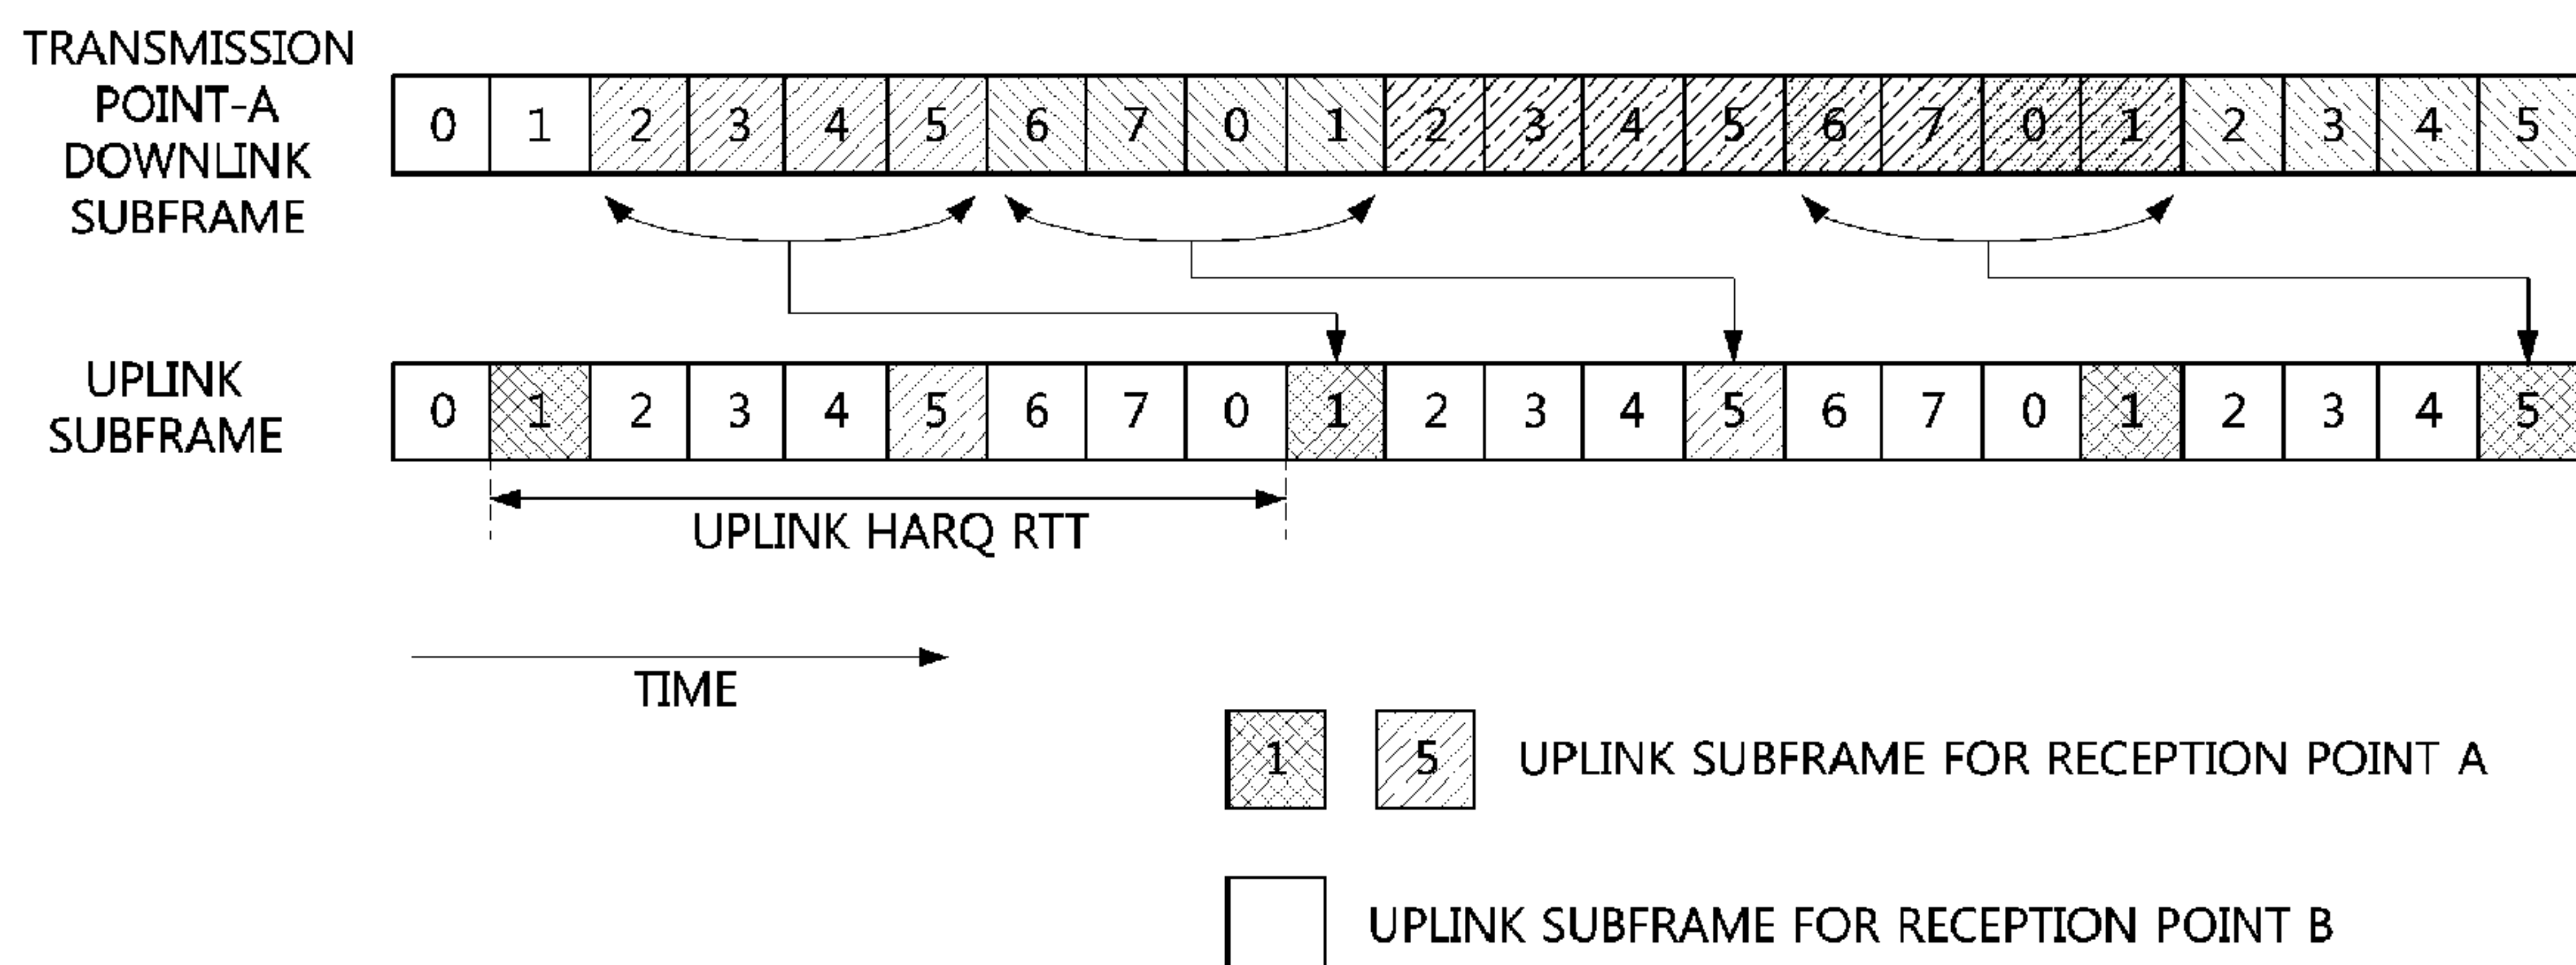 TRANSMISSION
POINT-A
DOWNLINK
SUBFRAME
0 1 2 3 4 5 6 7 0 1 2 3 4 5 6 7 0 1 2 3 4 5
UPLINK
SUBFRAME
0 1 2 3 4 5 6 7 0 1 2 3 4 5 6 7 0 1 2 3 4 5
UPLINK HARQ RTT
TIME
1 5 UPLINK SUBFRAME FOR RECEPTION POINT A
UPLINK SUBFRAME FOR RECEPTION POINT B